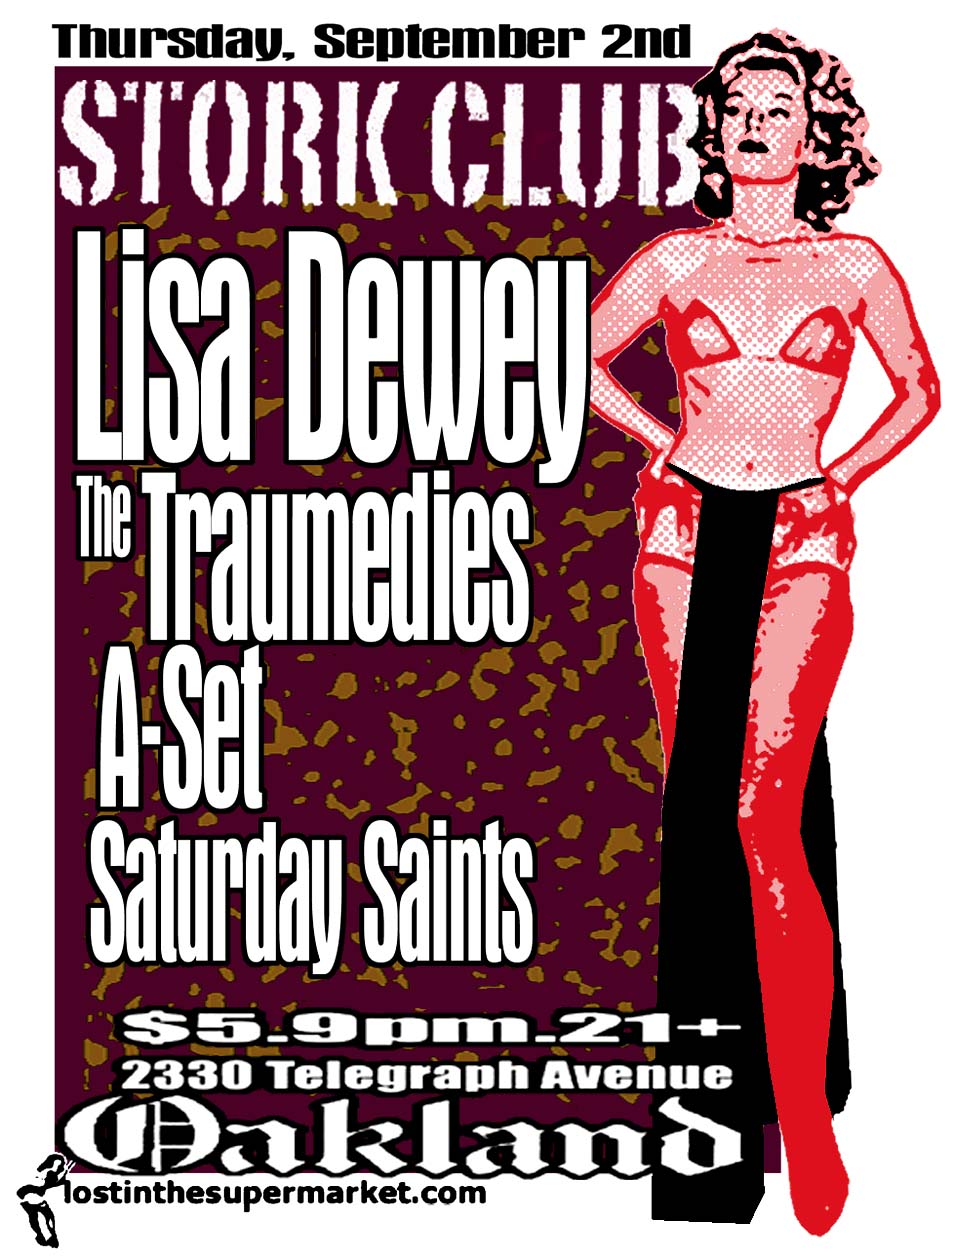 Thursday, September 2nd
STORK CLUB
Lisa Dewey
The Traumedies
A-Set
Saturday Saints
$5.9pm.21+
2330 Telegraph Avenue
Oakland
lostinthesupermarket.com